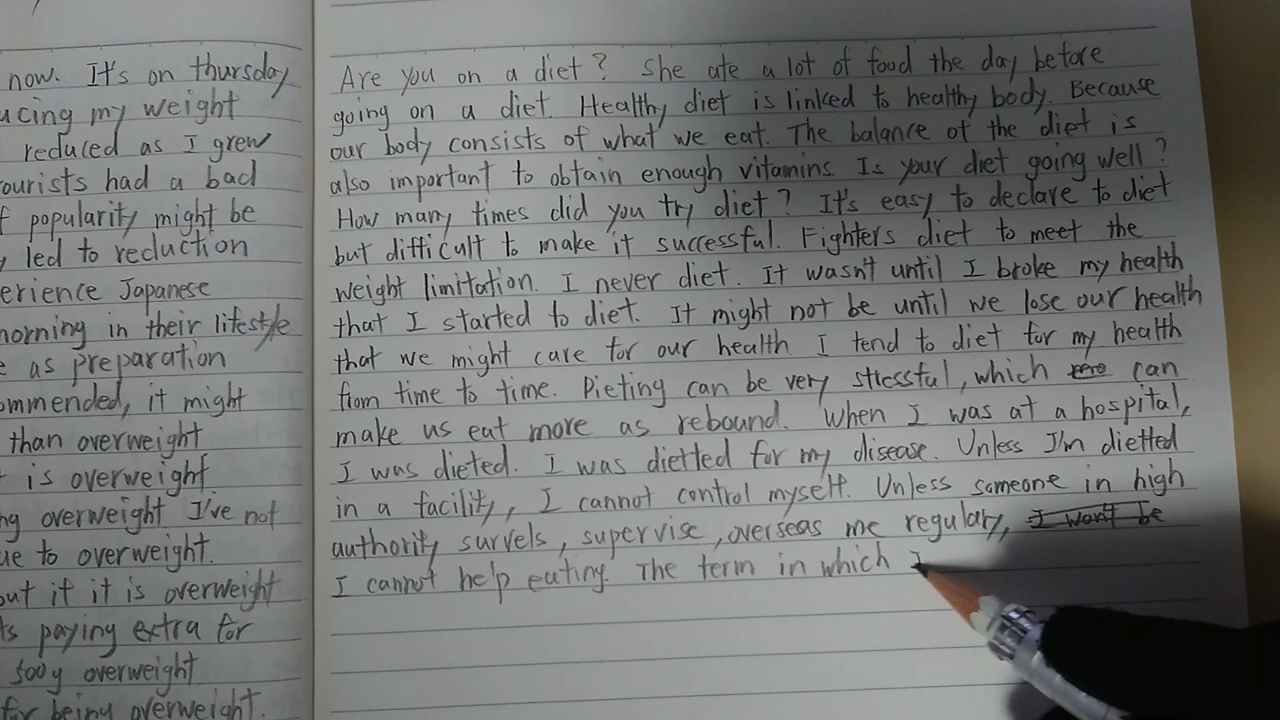 now. It's on thursday
ucing my weight
reduced as I grew
ourists had a bad
f popularity might be
y led to reduction
erience Japanese
morning in their lifestyle
e as preparation
ommended, it might
than overweight
is overweight
ng overweight I've not
ue to overweight.
out if it is overweight
ts paying extra for
500g overweight
for being overweight.
Are you on a diet? She ate a lot of food the day before
going on a diet. Healthy diet is linked to healthy body. Because
our body consists of what we eat. The balance of the diet is
also important to obtain enough vitamins. Is your diet going well?
How many times did you try diet? It's easy to declare to diet
but difficult to make it successful. Fighters diet to meet the
weight limitation. I never diet. It wasn't until I broke my health
that I started to diet. It might not be until we lose our health
that we might care for our health. I tend to diet for my health
from time to time. Dieting can be very stressful, which can
make us eat more as rebound. When I was at a hospital,
I was dieted. I was dietted for my disease. Unless I'm dietted
in a facility, I cannot control myself. Unless someone in high
authority survels, supervise, overseas me regulary, I won't be
I cannot help eating. The term in which I